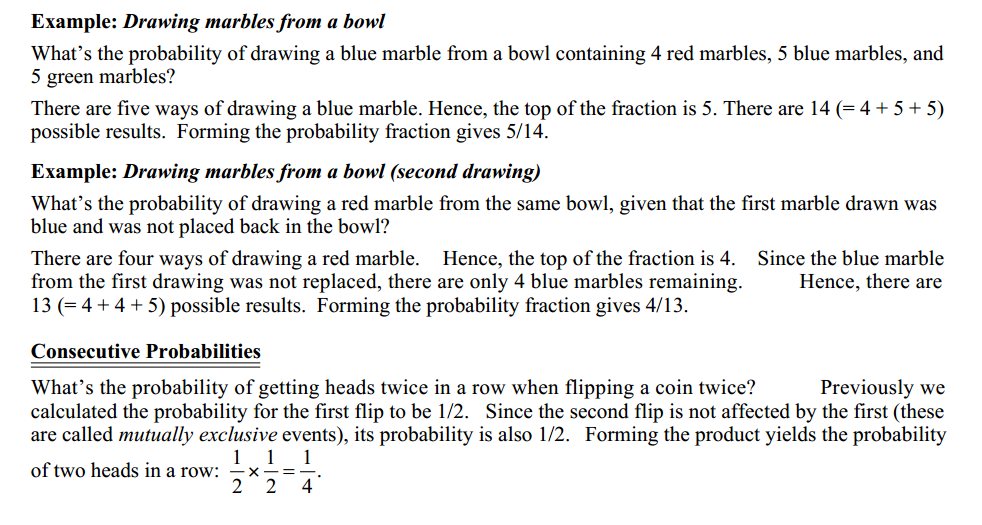 Example: Drawing marbles from a bowl
What’s the probability of drawing a blue marble from a bowl containing 4 red marbles, 5 blue marbles, and
5 green marbles?
There are five ways of drawing a blue marble. Hence, the top of the fraction is 5. There are 14 (= 4 + 5 + 5)
possible results. Forming the probability fraction gives 5/14.
Example: Drawing marbles from a bowl (second drawing)
What’s the probability of drawing a red marble from the same bowl, given that the first marble drawn was
blue and was not placed back in the bowl?
There are four ways of drawing a red marble. Hence, the top of the fraction is 4. Since the blue marble
from the first drawing was not replaced, there are only 4 blue marbles remaining. Hence, there are
13 (= 4 + 4 + 5) possible results. Forming the probability fraction gives 4/13.
Consecutive Probabilities
What’s the probability of getting heads twice in a row when flipping a coin twice? Previously we
calculated the probability for the first flip to be 1/2. Since the second flip is not affected by the first (these
are called mutually exclusive events), its probability is also 1/2. Forming the product yields the probability
of two heads in a row: 1/2 × 1/2 = 1/4.